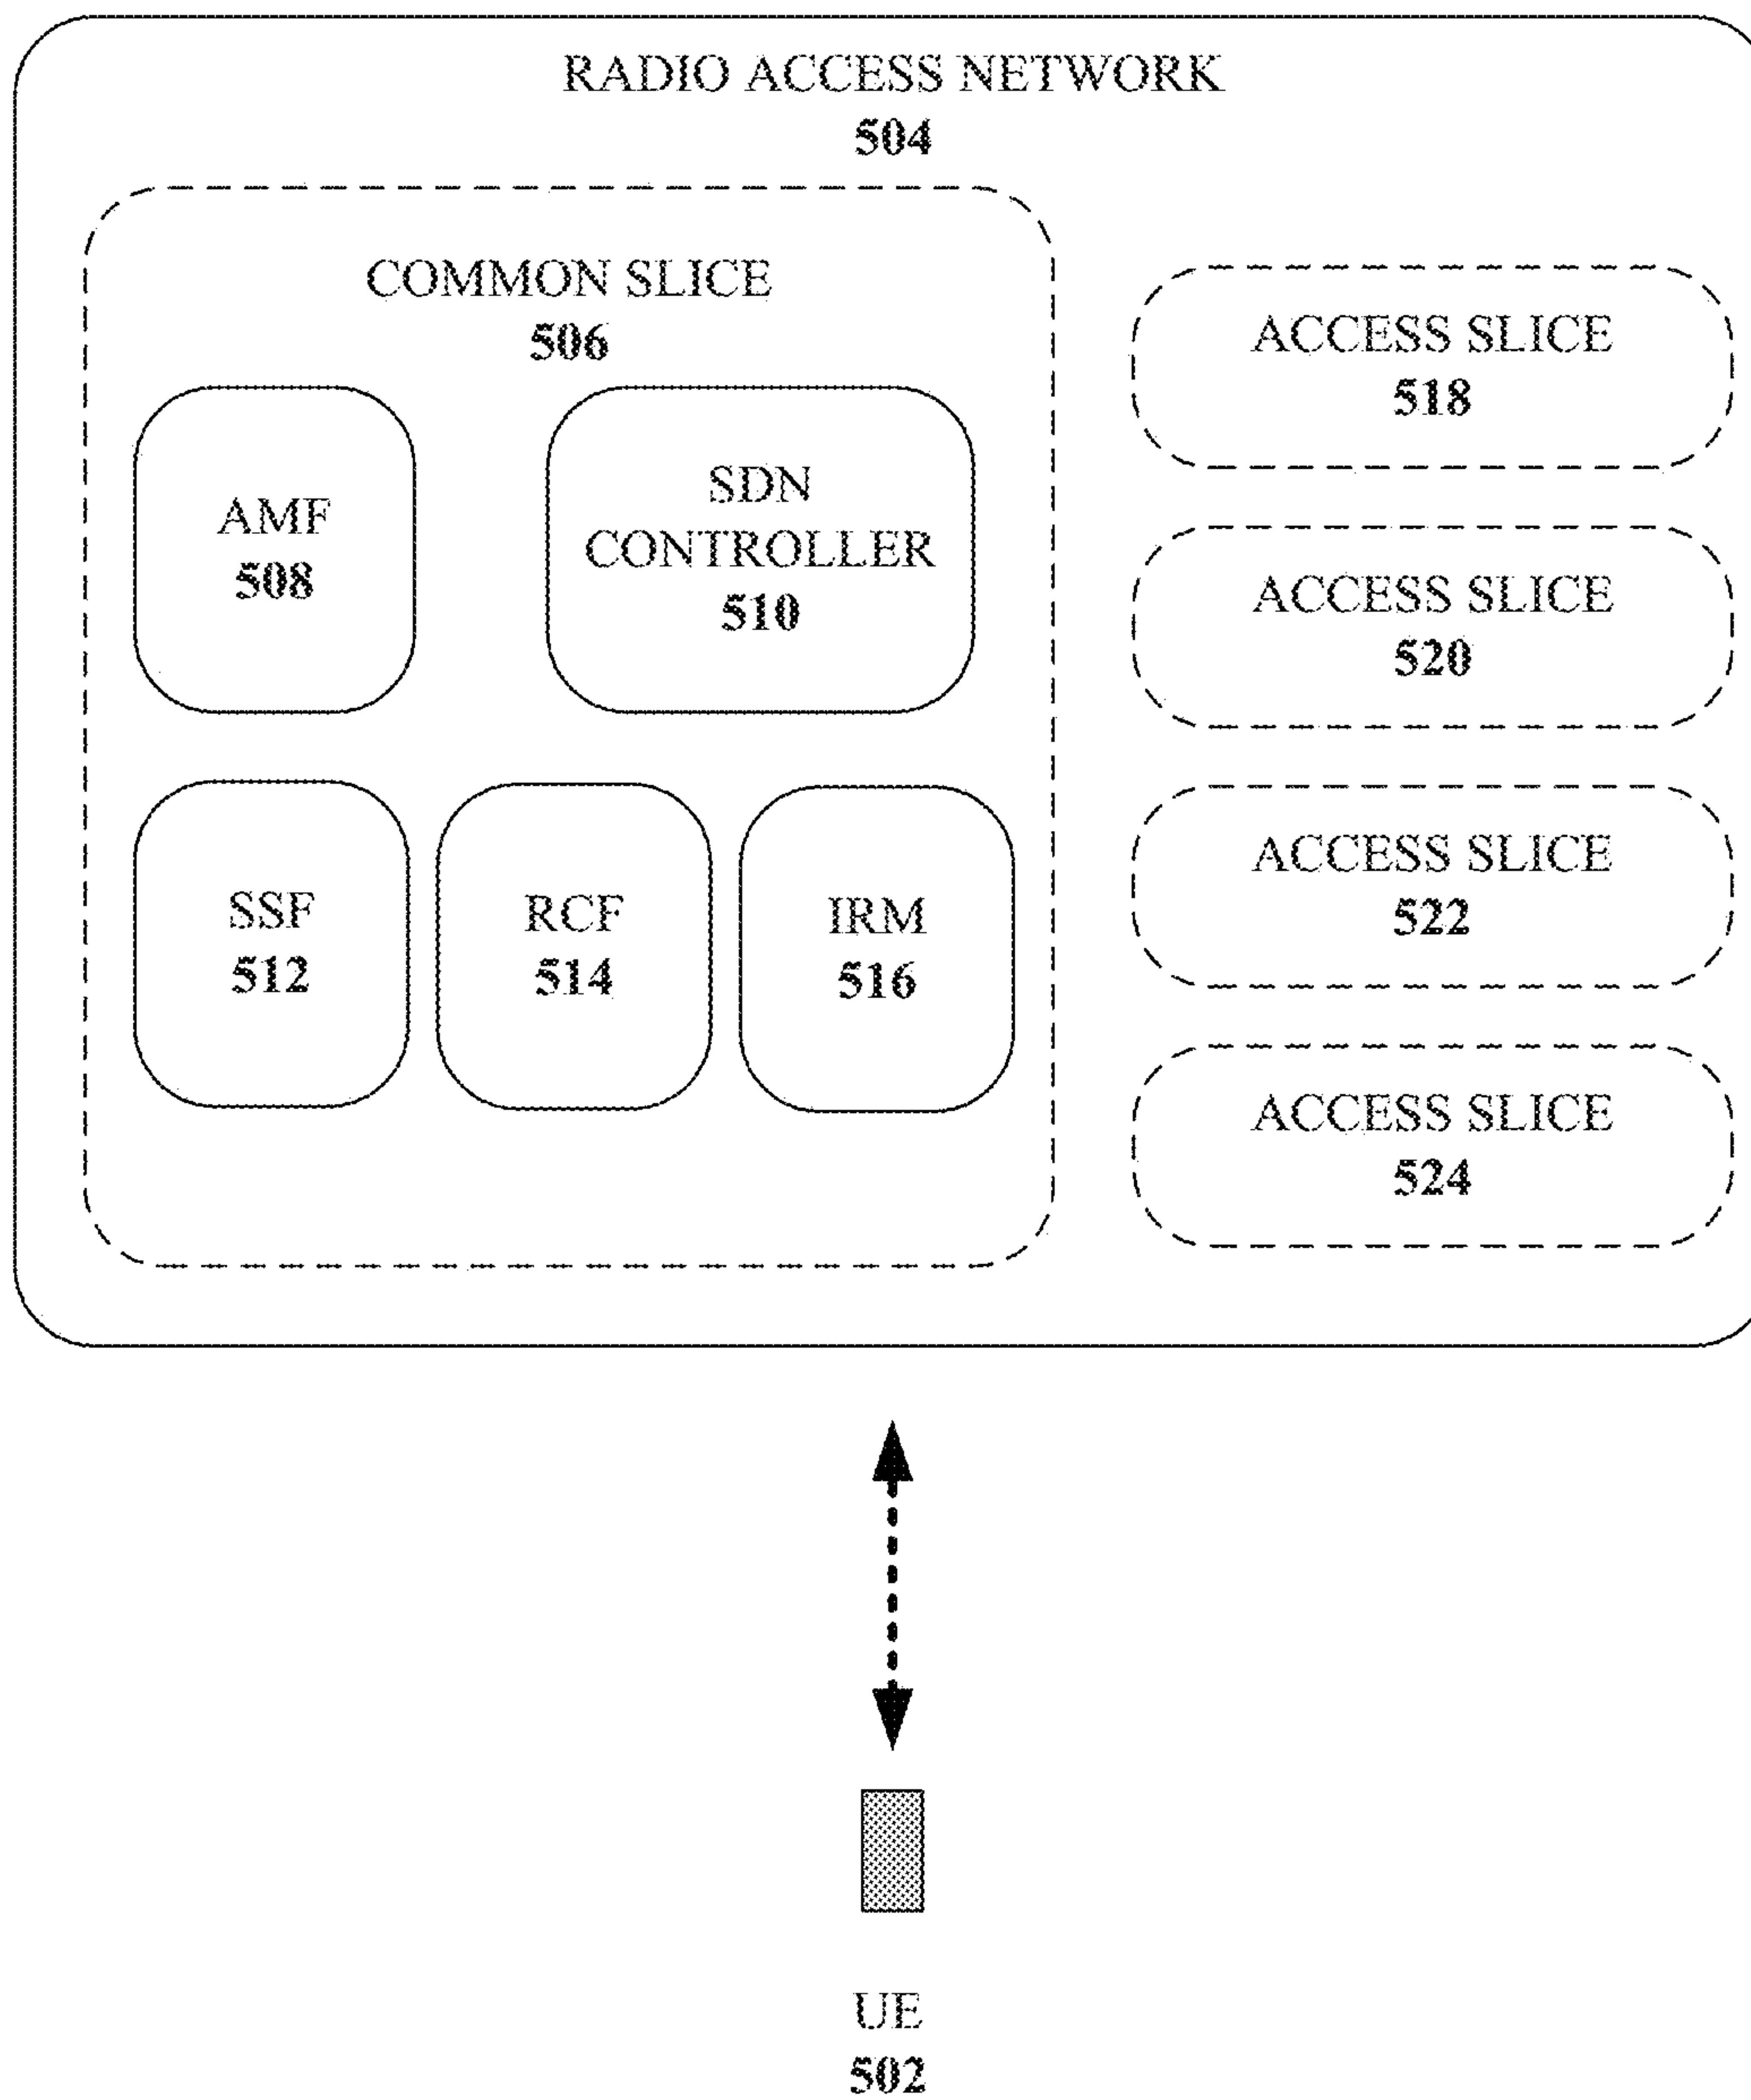 RADIO ACCESS NETWORK
504
COMMON SLICE
506
AMF
508
SDN
CONTROLLER
510
SSF
512
RCF
514
IRM
516
ACCESS SLICE
518
ACCESS SLICE
520
ACCESS SLICE
522
ACCESS SLICE
524
UE
502